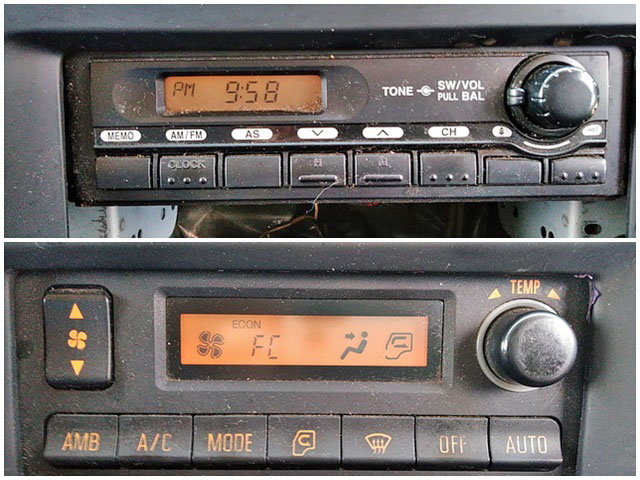 PM 9:58
TONE SW/VOL
PULL BAL
MEMO AM/FM AS CH
CLOCK
TEMP
ECON
FC
AMB A/C MODE OFF AUTO